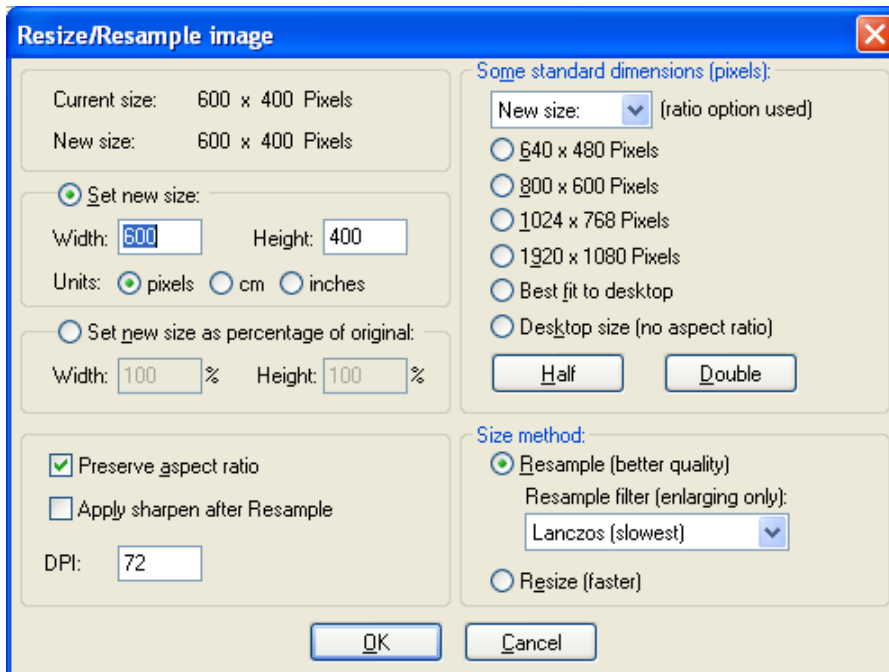 Resize/Resample image
Current size: 600 x 400 Pixels
New size: 600 x 400 Pixels
Set new size:
Width: 600 Height: 400
Units: pixels cm inches
Set new size as percentage of original:
Width: 100 % Height: 100 %
Preserve aspect ratio
Apply sharpen after Resample
DPI: 72
Some standard dimensions (pixels):
New size: (ratio option used)
640 x 480 Pixels
800 x 600 Pixels
1024 x 768 Pixels
1920 x 1080 Pixels
Best fit to desktop
Desktop size (no aspect ratio)
Half Double
Size method:
Resample (better quality)
Resample filter (enlarging only):
Lanczos (slowest)
Resize (faster)
OK Cancel